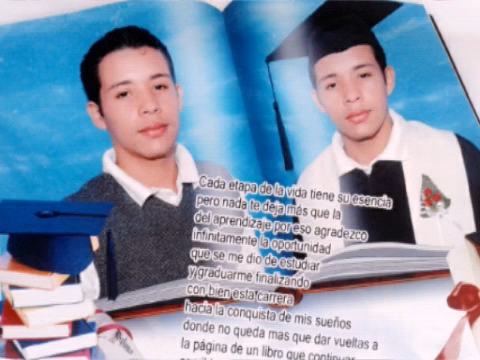 Cada etapa de la vida tiene su esencia
pero nada te deja más que la
del aprendizaje por eso agradezco
infinitamente la oportunidad
que se me dio de estudiar
y graduarme finalizando
con bien esta carrera
hacia la conquista de mis sueños
donde no queda mas que dar vueltas a
la página de un libro que continuar